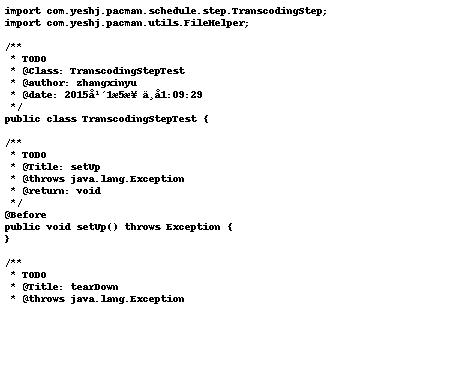 import com.yeshj.pacman.schedule.step.TranscodingStep;
import com.yeshj.pacman.utils.FileHelper;

/**
 * TODO
 * @Class: TranscodingStepTest
 * @author: zhangxinyu
 * @date: 2015å¹´1æ5æ¥ ä¸å1:09:29
 */
public class TranscodingStepTest {

/**
 * TODO
 * @Title: setUp
 * @throws java.lang.Exception
 * @return: void
 */
@Before
public void setUp() throws Exception {
}

/**
 * TODO
 * @Title: tearDown
 * @throws java.lang.Exception